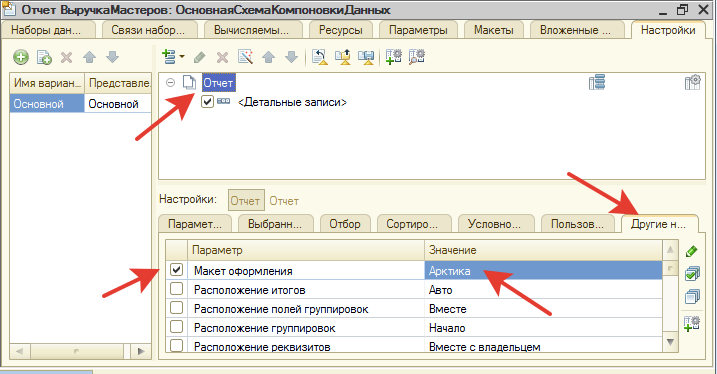 Отчет ВыручкаМастеров: ОсновнаяСхемаКомпоновкиДанных
Наборы дан... Связи набор... Вычисляемы... Ресурсы Параметры Макеты Вложенные ... Настройки
Имя вариан... Представле...
Основной Основной
Отчет
<Детальные записи>
Настройки: Отчет Отчет
Парамет... Выбранн... Отбор Сортиро... Условно... Пользов... Другие н...
Параметр Значение
Макет оформления Арктика
Расположение итогов Авто
Расположение полей группировок Вместе
Расположение группировок Начало
Расположение реквизитов Вместе с владельцем